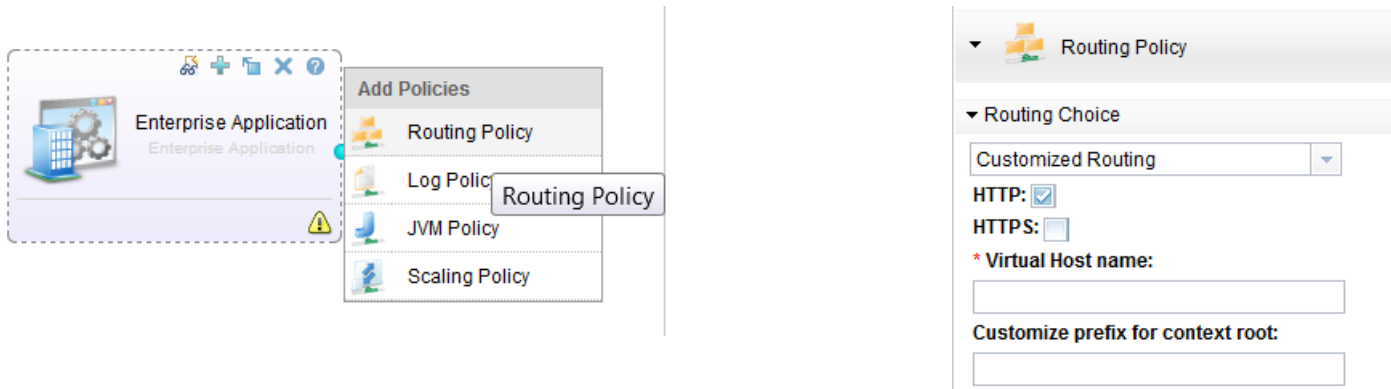 Enterprise Application
Enterprise Application
Add Policies
Routing Policy
Log Polic
Routing Policy
JVM Policy
Scaling Policy
Routing Policy
Routing Choice
Customized Routing
HTTP:
HTTPS:
* Virtual Host name:
Customize prefix for context root: